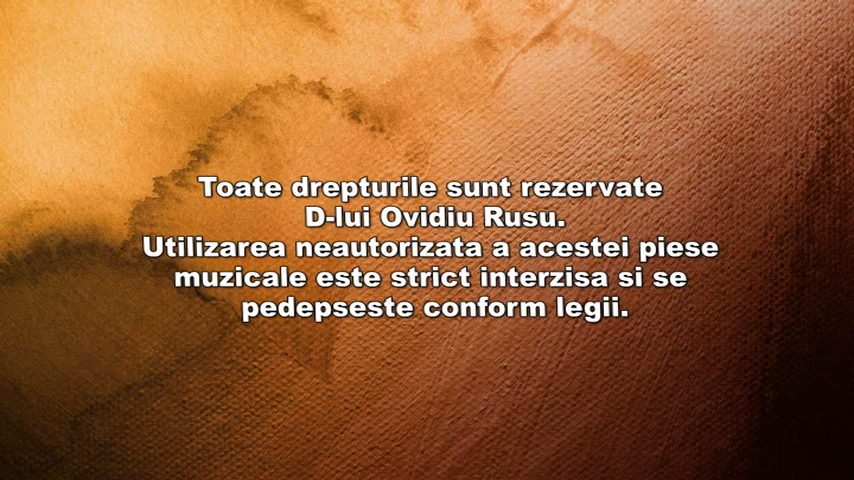 Toate drepturile sunt rezervate
D-lui Ovidiu Rusu.
Utilizarea neautorizata a acestei piese
muzicale este strict interzisa si se
pedepseste conform legii.